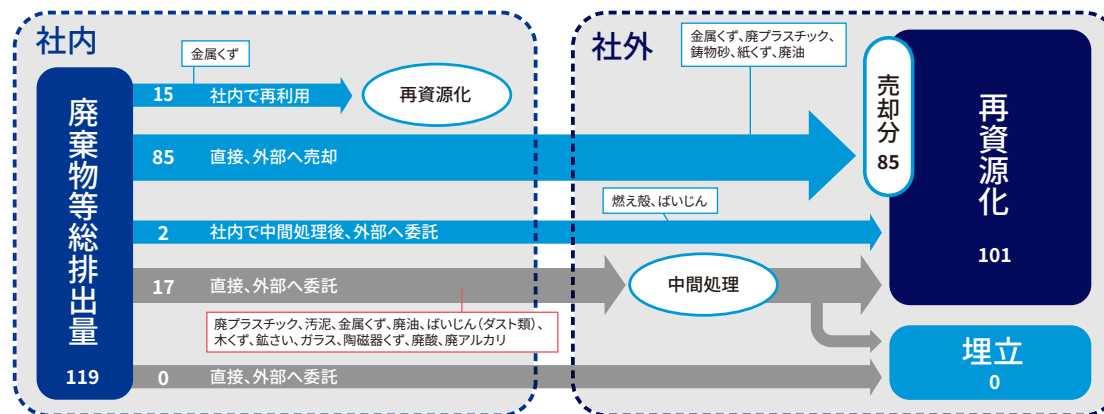 社内
金属くず
15 社内で再利用
再資源化
廃棄物等総排出量
119
85 直接、外部へ売却
2 社内で中間処理後、外部へ委託
17 直接、外部へ委託
廃プラスチック、汚泥、金属くず、廃油、ばいじん(ダスト類)、
木くず、鉱さい、ガラス、陶磁器くず、廃酸、廃アルカリ
0 直接、外部へ委託
社外
金属くず、廃プラスチック、
鋳物砂、紙くず、廃油
売却分
85
燃え殻、ばいじん
中間処理
再資源化
101
埋立
0